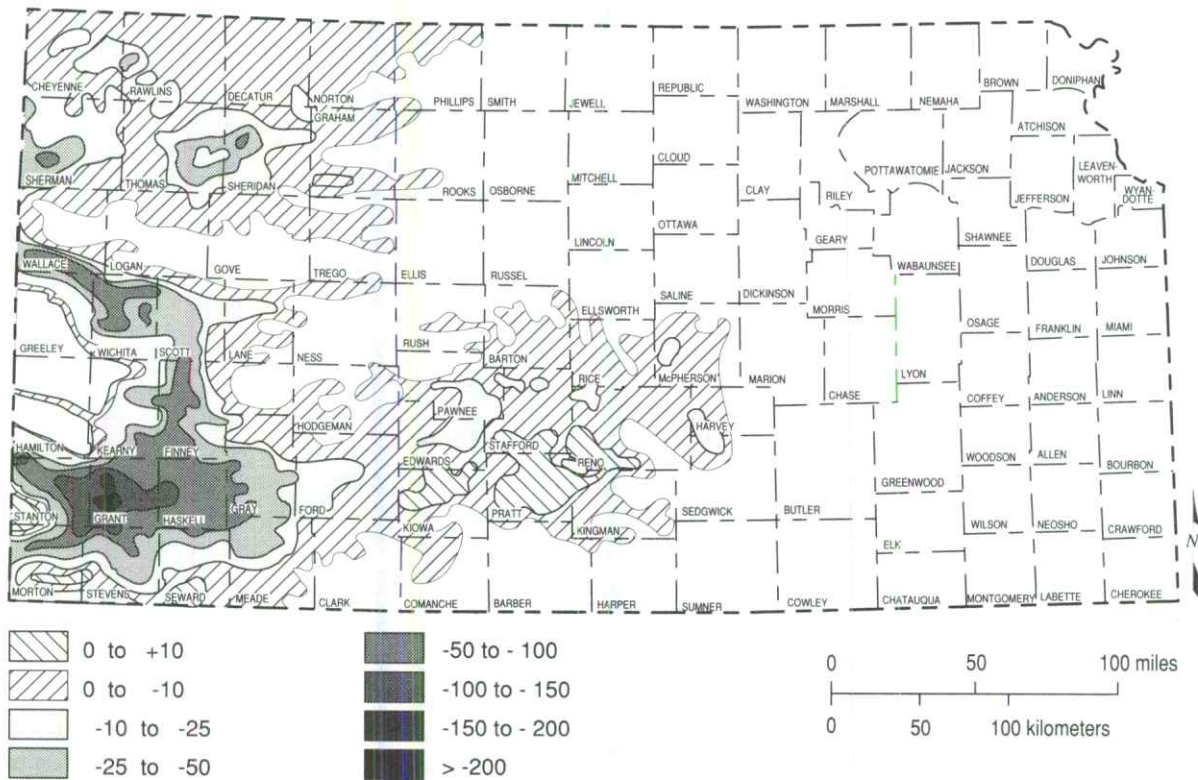 CHEYENNE RAWLINS DECATUR NORTON PHILLIPS SMITH JEWELL REPUBLIC WASHINGTON MARSHALL NEMAHA BROWN DONIPHAN
SHERMAN THOMAS SHERIDAN GRAHAM ROOKS OSBORNE MITCHELL CLOUD CLAY RILEY POTTAWATOMIE JACKSON ATCHISON
JEFFERSON LEAVEN-
WORTH
WYAN-
DOTTE
WALLACE LOGAN GOVE TREGO ELLIS RUSSEL LINCOLN OTTAWA SALINE DICKINSON GEARY WABAUNSEE SHAWNEE DOUGLAS JOHNSON
GREELEY WICHITA SCOTT LANE NESS RUSH BARTON ELLSWORTH RICE McPHERSON MARION MORRIS CHASE LYON OSAGE FRANKLIN MIAMI
HAMILTON KEARNY FINNEY HODGEMAN PAWNEE STAFFORD RENO HARVEY COFFEY ANDERSON LINN
EDWARDS GREENWOOD WOODSON ALLEN BOURBON
STANTON GRANT HASKELL GRAY FORD KIOWA PRATT KINGMAN SEDGWICK BUTLER ELK WILSON NEOSHO CRAWFORD
MORTON STEVENS SEWARD MEADE CLARK COMANCHE BARBER HARPER SUMNER COWLEY CHATAUQUA MONTGOMERY LABETTE CHEROKEE
N
0 to +10
0 to -10
-10 to -25
-25 to -50
-50 to - 100
-100 to - 150
-150 to - 200
> -200
0 50 100 miles
0 50 100 kilometers